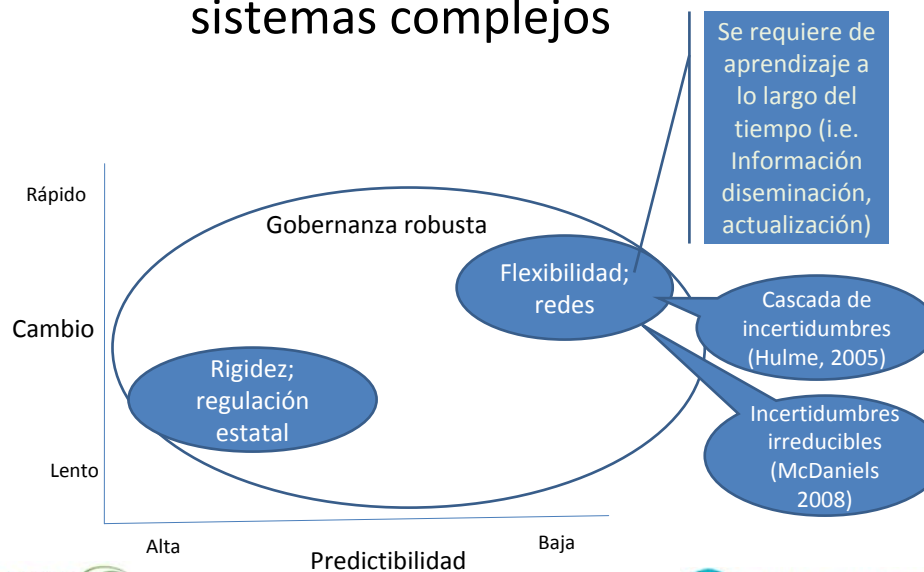 sistemas complejos
Se requiere de
aprendizaje a
lo largo del
tiempo (i.e.
Información
diseminación,
actualización)
Rápido
Gobernanza robusta
Flexibilidad;
redes
Cascada de
incertidumbres
(Hulme, 2005)
Cambio
Rigidez;
regulación
estatal
Incertidumbres
irreducibles
(McDaniels
2008)
Lento
Alta
Baja
Predictibilidad